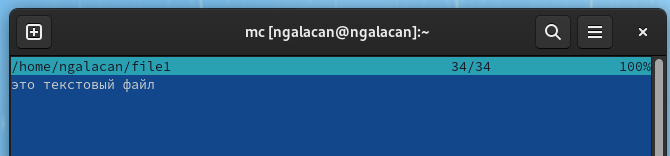 mc [ngalacan@ngalacan]:~
/home/ngalacan/file1 34/34 100%
это текстовый файл